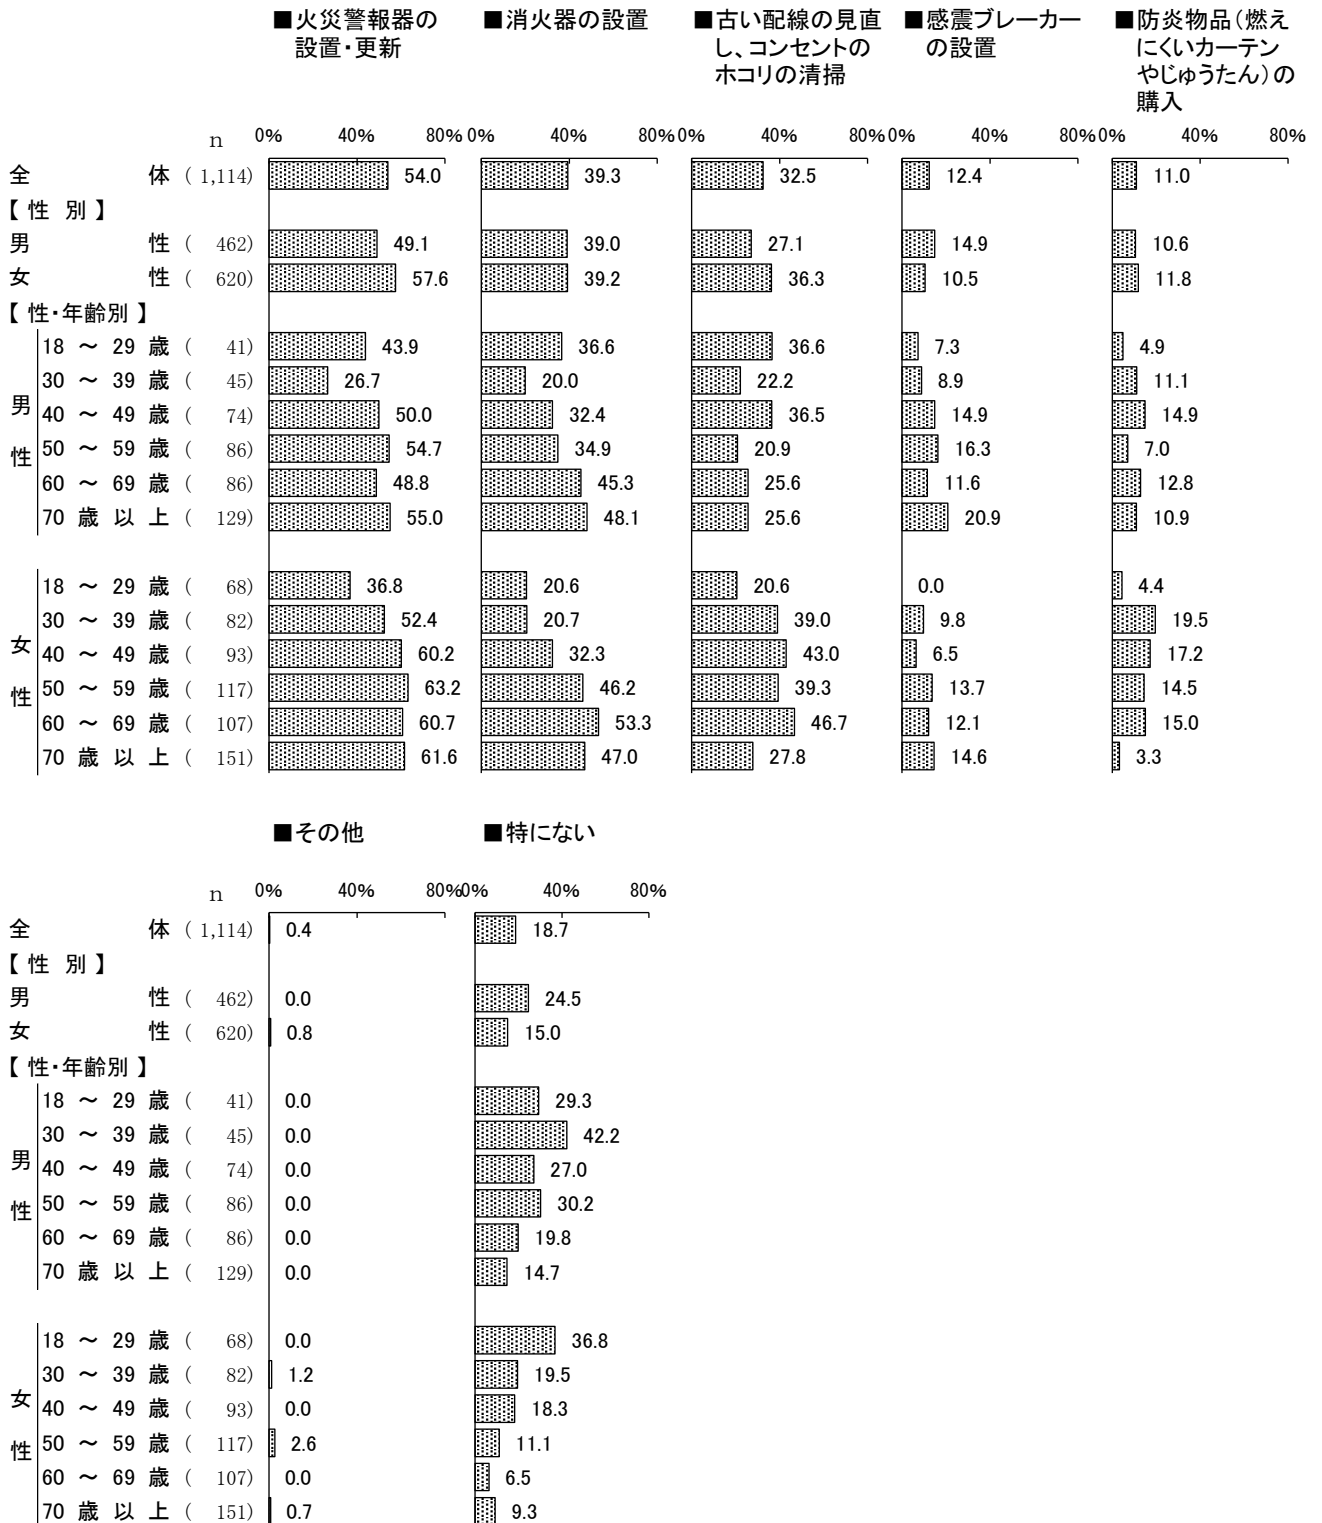 ■火災警報器の
設置・更新
■消火器の設置
■古い配線の見直
し、コンセントの
ホコリの清掃
■感震ブレーカー
の設置
■防炎物品（燃え
にくいカーテン
やじゅうたん）の
購入
n 0% 40% 80% 0% 40% 80% 0% 40% 80% 0% 40% 80% 0% 40% 80%
全体 (1,114) 54.0 39.3 32.5 12.4 11.0
【性別】
男性 (462) 49.1 39.0 27.1 14.9 10.6
女性 (620) 57.6 39.2 36.3 10.5 11.8
【性・年齢別】
男性
18 ～ 29 歳 (41) 43.9 36.6 36.6 7.3 4.9
30 ～ 39 歳 (45) 26.7 20.0 22.2 8.9 11.1
40 ～ 49 歳 (74) 50.0 32.4 36.5 14.9 14.9
50 ～ 59 歳 (86) 54.7 34.9 20.9 16.3 7.0
60 ～ 69 歳 (86) 48.8 45.3 25.6 11.6 12.8
70 歳 以 上 (129) 55.0 48.1 25.6 20.9 10.9
女性
18 ～ 29 歳 (68) 36.8 20.6 20.6 0.0 4.4
30 ～ 39 歳 (82) 52.4 20.7 39.0 9.8 19.5
40 ～ 49 歳 (93) 60.2 32.3 43.0 6.5 17.2
50 ～ 59 歳 (117) 63.2 46.2 39.3 13.7 14.5
60 ～ 69 歳 (107) 60.7 53.3 46.7 12.1 15.0
70 歳 以 上 (151) 61.6 47.0 27.8 14.6 3.3
■その他
■特にない
n 0% 40% 80% 0% 40% 80%
全体 (1,114) 0.4 18.7
【性別】
男性 (462) 0.0 24.5
女性 (620) 0.8 15.0
【性・年齢別】
男性
18 ～ 29 歳 (41) 0.0 29.3
30 ～ 39 歳 (45) 0.0 42.2
40 ～ 49 歳 (74) 0.0 27.0
50 ～ 59 歳 (86) 0.0 30.2
60 ～ 69 歳 (86) 0.0 19.8
70 歳 以 上 (129) 0.0 14.7
女性
18 ～ 29 歳 (68) 0.0 36.8
30 ～ 39 歳 (82) 1.2 19.5
40 ～ 49 歳 (93) 0.0 18.3
50 ～ 59 歳 (117) 2.6 11.1
60 ～ 69 歳 (107) 0.0 6.5
70 歳 以 上 (151) 0.7 9.3